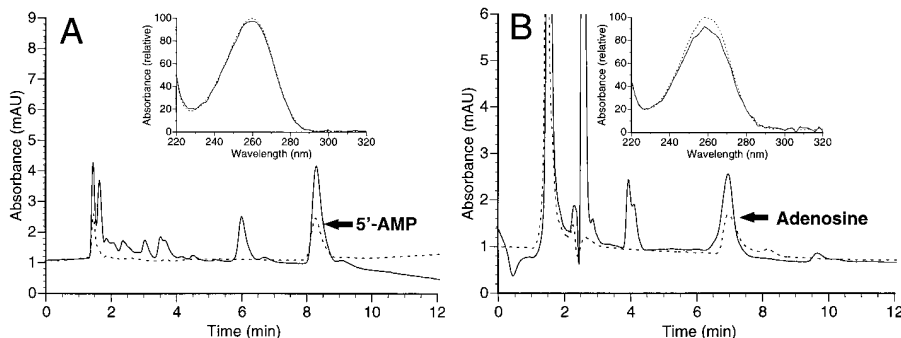 A
Absorbance (mAU)
9
8
7
6
5
4
3
2
1
0
0 2 4 6 8 10 12
Time (min)
5'-AMP
Absorbance (relative)
100
80
60
40
20
0
220 240 260 280 300 320
Wavelength (nm)
B
Absorbance (mAU)
6
5
4
3
2
1
0
0 2 4 6 8 10 12
Time (min)
Adenosine
Absorbance (relative)
100
80
60
40
20
0
220 240 260 280 300 320
Wavelength (nm)